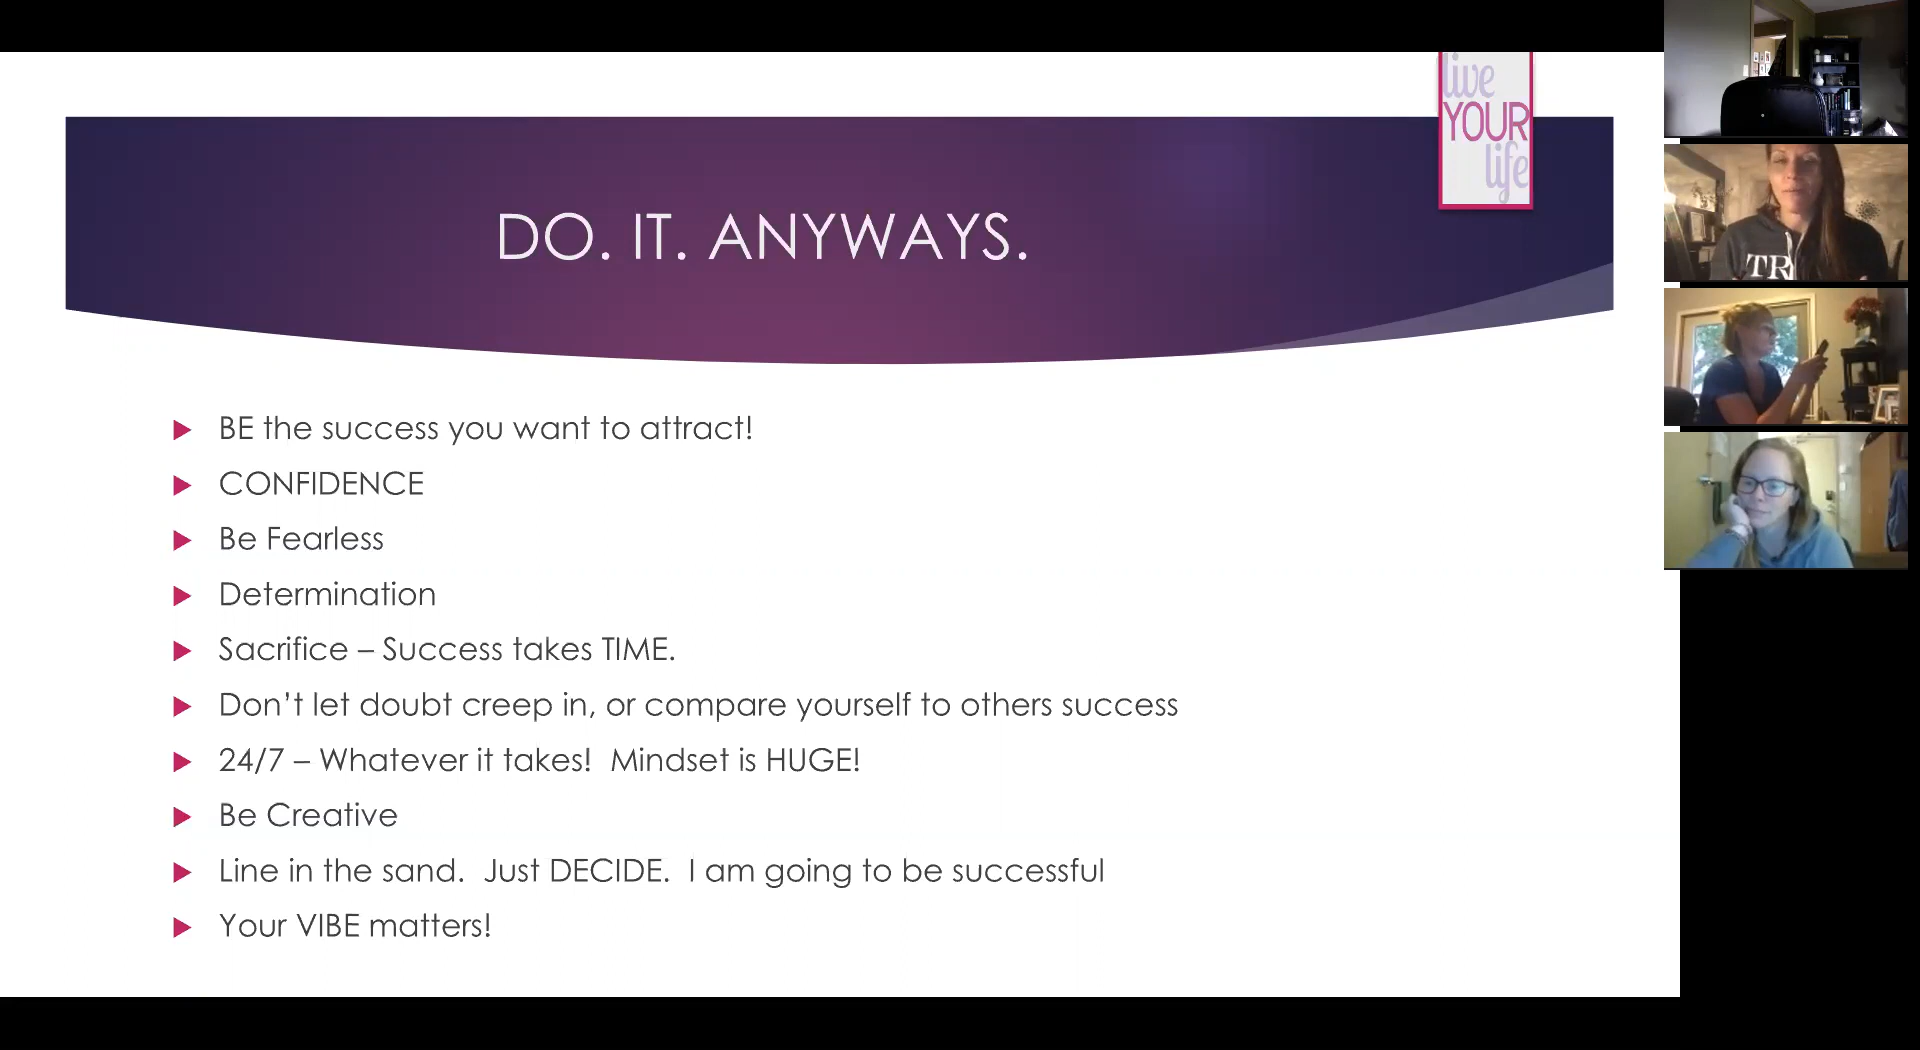 live
YOUR
life
DO. IT. ANYWAYS.
BE the success you want to attract!
CONFIDENCE
Be Fearless
Determination
Sacrifice – Success takes TIME.
Don’t let doubt creep in, or compare yourself to others success
24/7 – Whatever it takes!  Mindset is HUGE!
Be Creative
Line in the sand.  Just DECIDE.  I am going to be successful
Your VIBE matters!
TR